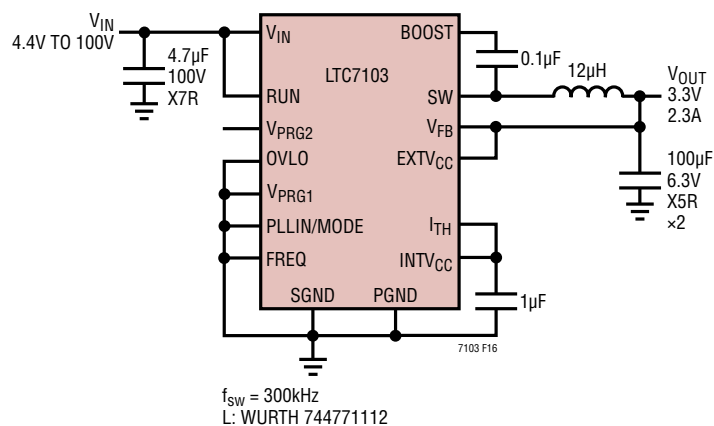 VIN
4.4V TO 100V
4.7µF
100V
X7R
VIN
RUN
VPRG2
OVLO
VPRG1
PLLIN/MODE
FREQ
SGND
PGND
LTC7103
BOOST
SW
VFB
EXTVCC
ITH
INTVCC
0.1µF
12µH
VOUT
3.3V
2.3A
100µF
6.3V
X5R
×2
1µF
7103 F16
fSW = 300kHz
L: WURTH 744771112